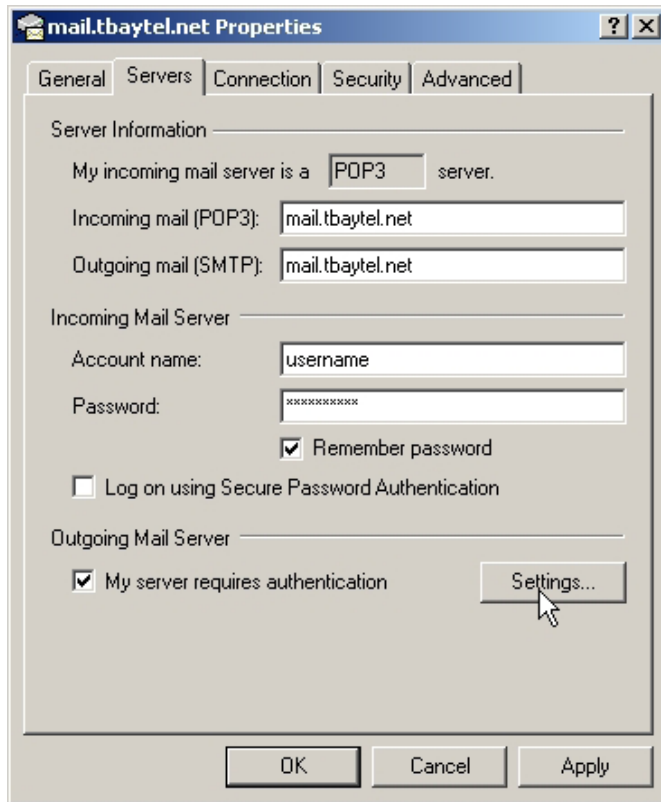 mail.tbaytel.net Properties
General Servers Connection Security Advanced
Server Information
My incoming mail server is a POP3 server.
Incoming mail (POP3): mail.tbaytel.net
Outgoing mail (SMTP): mail.tbaytel.net
Incoming Mail Server
Account name: username
Password: **********
Remember password
Log on using Secure Password Authentication
Outgoing Mail Server
My server requires authentication Settings...
OK Cancel Apply